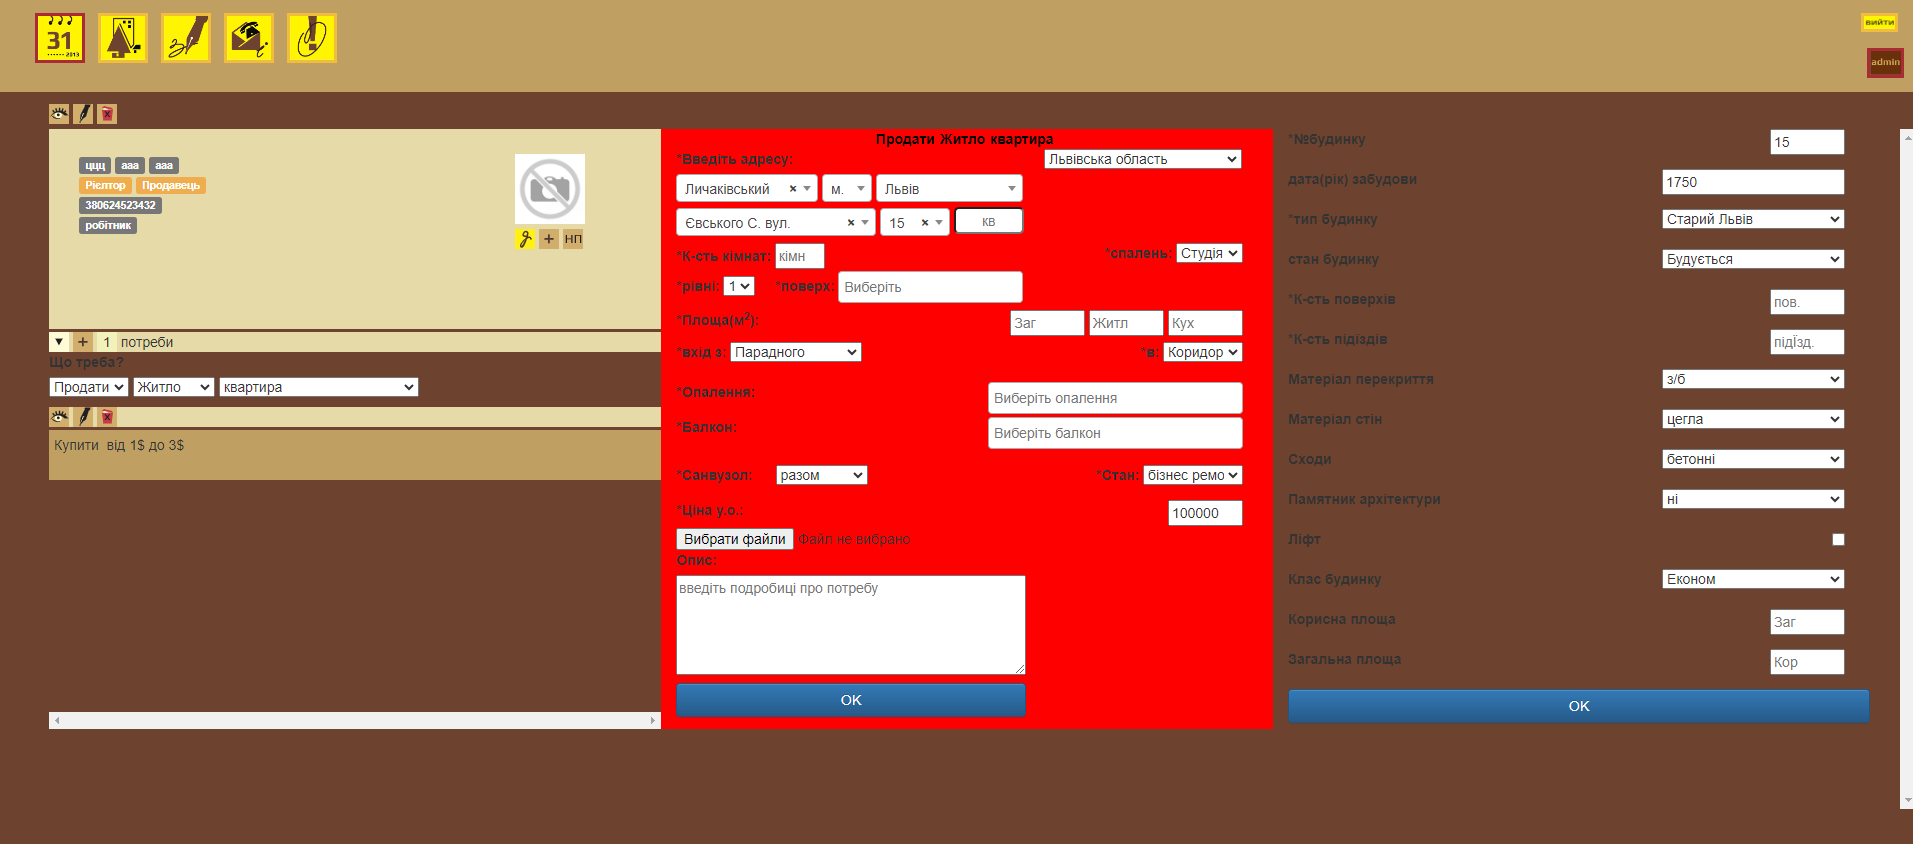 31
2013
вийти
admin
ццц ааа ааа
Рієлтор Продавець
380624523432
робітник
+ НП
▼ + 1 потреби
Що треба?
Продати Житло квартира
Купити від 1$ до 3$
Продати Житло квартира
*Введіть адресу: Львівська область
Личаківський × м. Львів
Євського С. вул. × 15 × кв
*К-сть кімнат: кімн *спалень: Студія
*рівні: 1 *поверх: Виберіть
*Площа(м²): Заг Житл Кух
*вхід з: Парадного *в: Коридор
*Опалення: Виберіть опалення
*Балкон: Виберіть балкон
*Санвузол: разом *Стан: бізнес ремо
*Ціна у.о.: 100000
Вибрати файли Файл не вибрано
Опис:
введіть подробиці про потребу
OK
*№будинку 15
дата(рік) забудови 1750
*тип будинку Старий Львів
стан будинку Будується
*К-сть поверхів пов.
*К-сть підїздів підЇзд.
Матеріал перекриття з/б
Матеріал стін цегла
Сходи бетонні
Памятник архітектури ні
Ліфт
Клас будинку Економ
Корисна площа Заг
Загальна площа Кор
OK